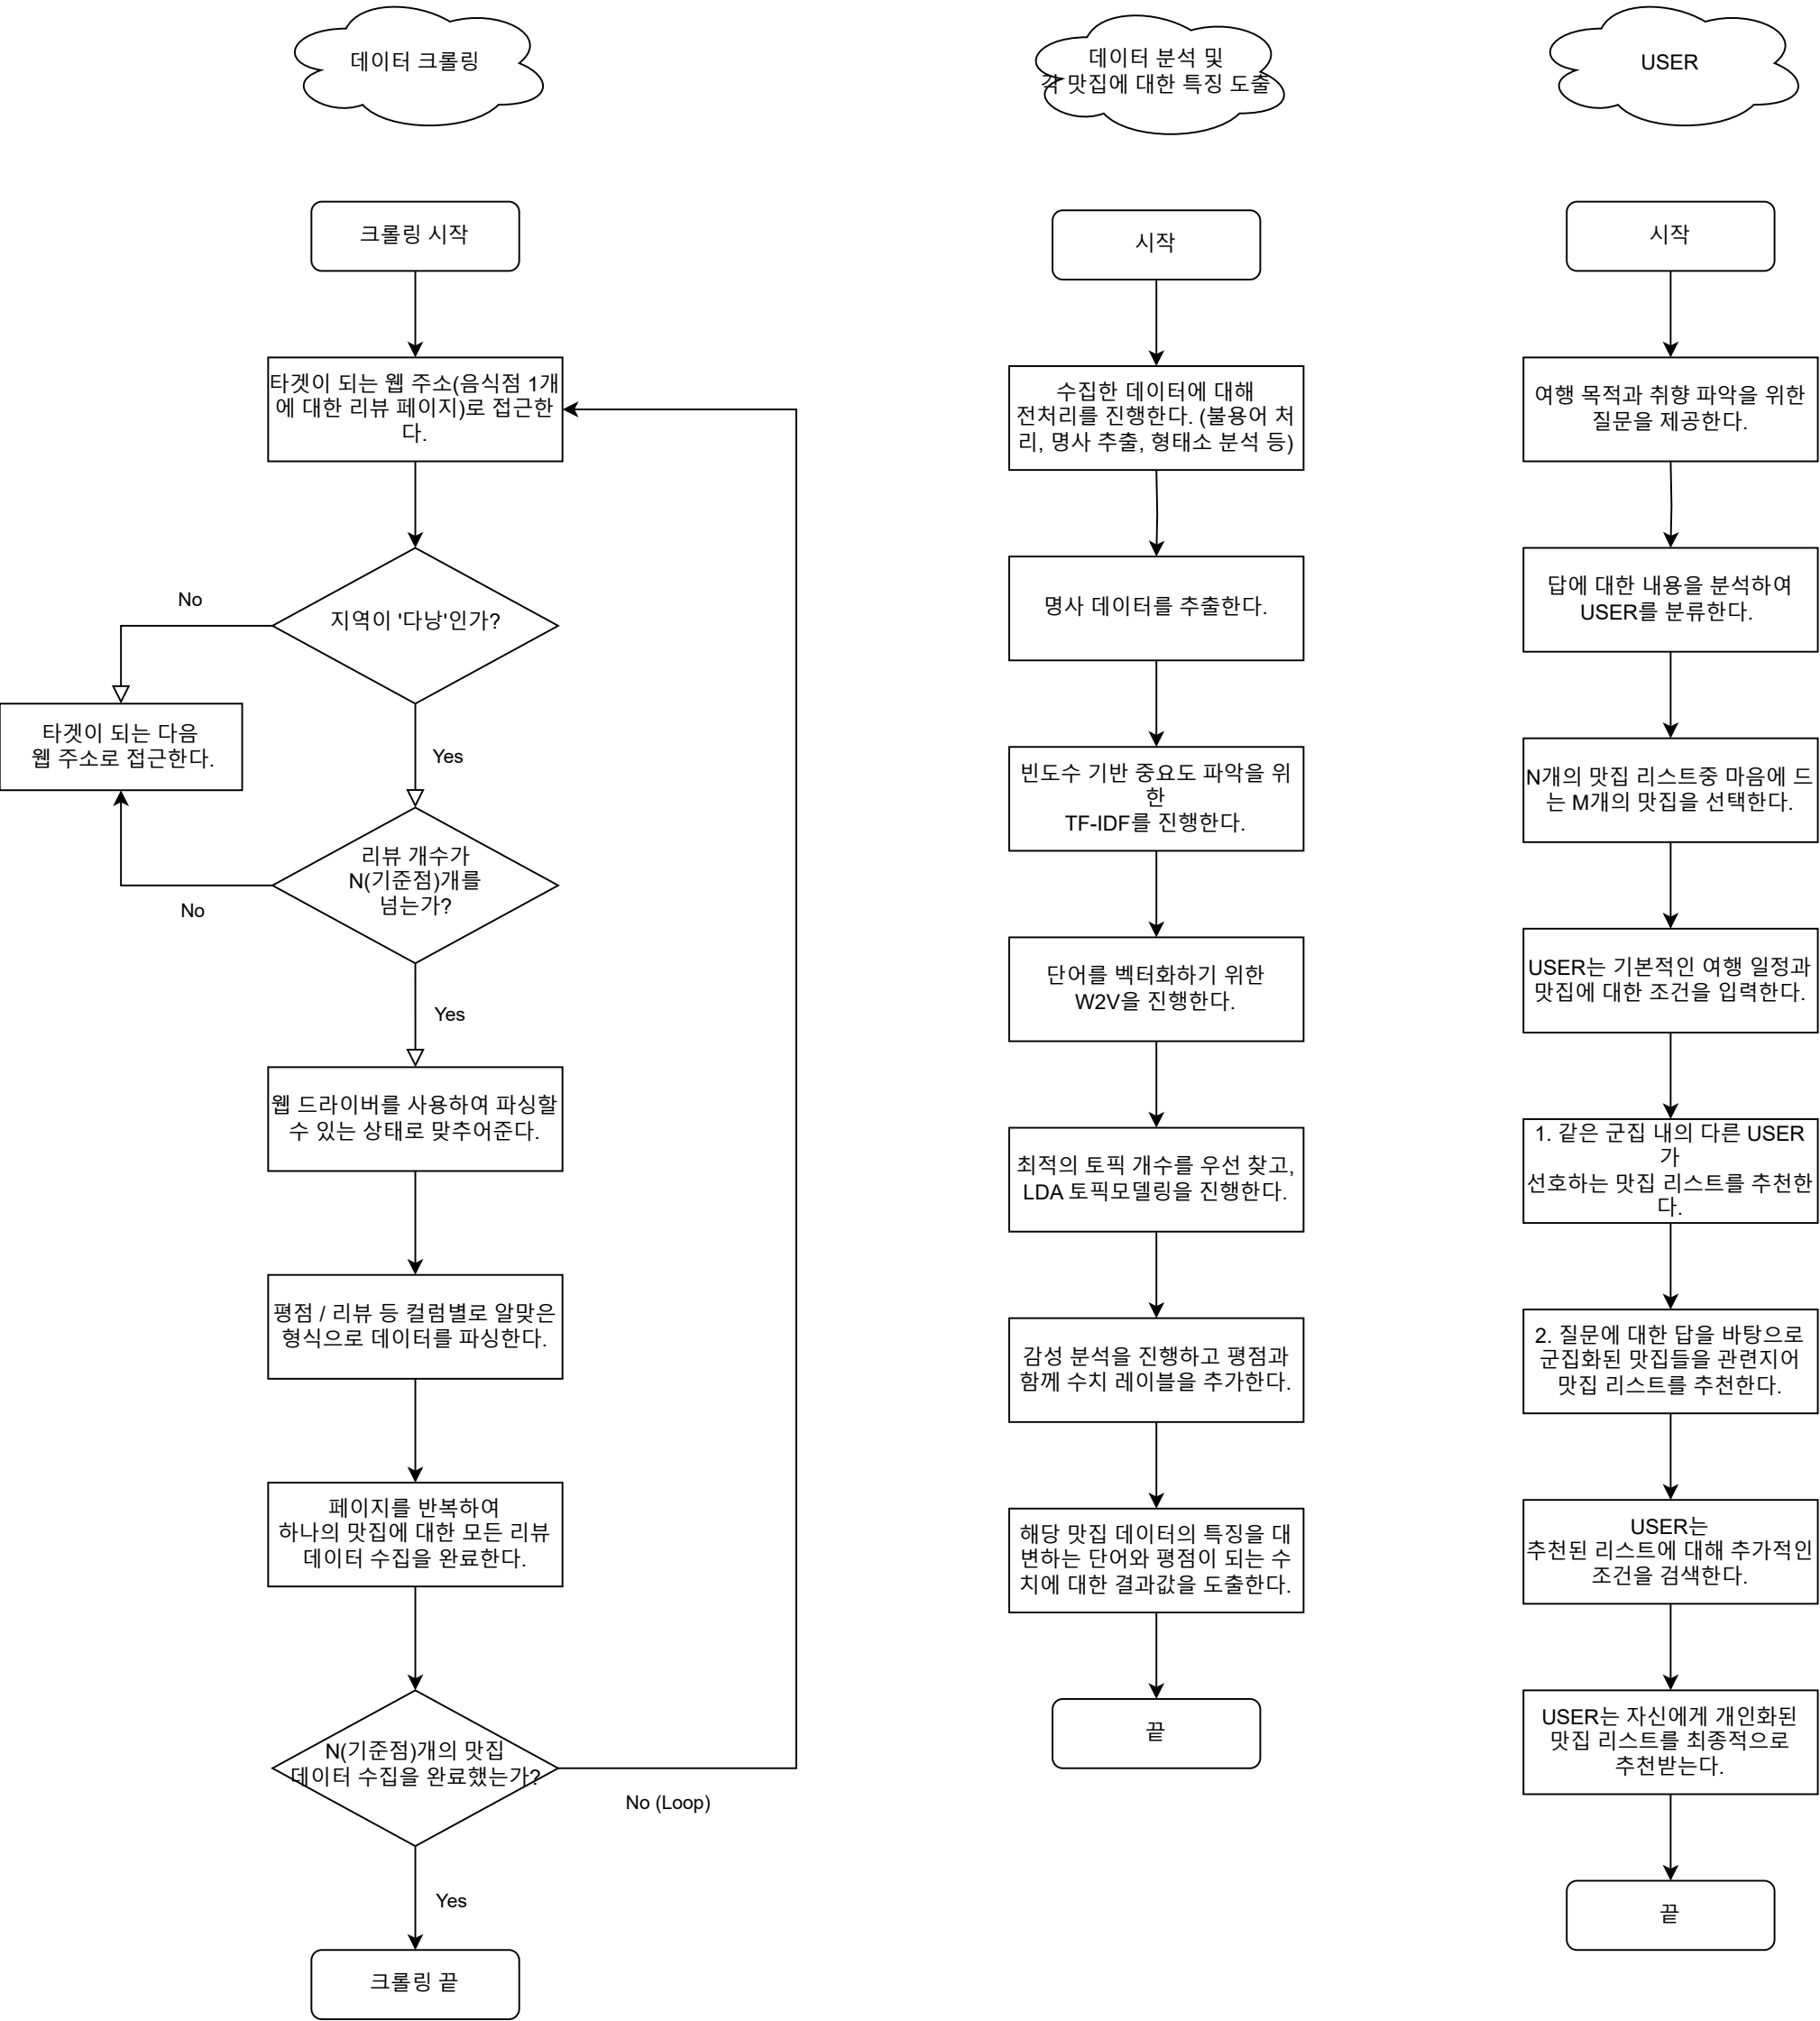 데이터 크롤링
크롤링 시작
타겟이 되는 웹 주소(음식점 1개
에 대한 리뷰 페이지)로 접근한
다.
지역이 '다낭'인가?
No
Yes
타겟이 되는 다음
웹 주소로 접근한다.
리뷰 개수가
N(기준점)개를
넘는가?
No
Yes
웹 드라이버를 사용하여 파싱할
수 있는 상태로 맞추어준다.
평점 / 리뷰 등 컬럼별로 알맞은
형식으로 데이터를 파싱한다.
페이지를 반복하여
하나의 맛집에 대한 모든 리뷰
데이터 수집을 완료한다.
N(기준점)개의 맛집
데이터 수집을 완료했는가?
No (Loop)
Yes
크롤링 끝
데이터 분석 및
각 맛집에 대한 특징 도출
시작
수집한 데이터에 대해
전처리를 진행한다. (불용어 처
리, 명사 추출, 형태소 분석 등)
명사 데이터를 추출한다.
빈도수 기반 중요도 파악을 위
한
TF-IDF를 진행한다.
단어를 벡터화하기 위한
W2V을 진행한다.
최적의 토픽 개수를 우선 찾고,
LDA 토픽모델링을 진행한다.
감성 분석을 진행하고 평점과
함께 수치 레이블을 추가한다.
해당 맛집 데이터의 특징을 대
변하는 단어와 평점이 되는 수
치에 대한 결과값을 도출한다.
끝
USER
시작
여행 목적과 취향 파악을 위한
질문을 제공한다.
답에 대한 내용을 분석하여
USER를 분류한다.
N개의 맛집 리스트중 마음에 드
는 M개의 맛집을 선택한다.
USER는 기본적인 여행 일정과
맛집에 대한 조건을 입력한다.
1. 같은 군집 내의 다른 USER
가
선호하는 맛집 리스트를 추천한
다.
2. 질문에 대한 답을 바탕으로
군집화된 맛집들을 관련지어
맛집 리스트를 추천한다.
USER는
추천된 리스트에 대해 추가적인
조건을 검색한다.
USER는 자신에게 개인화된
맛집 리스트를 최종적으로
추천받는다.
끝